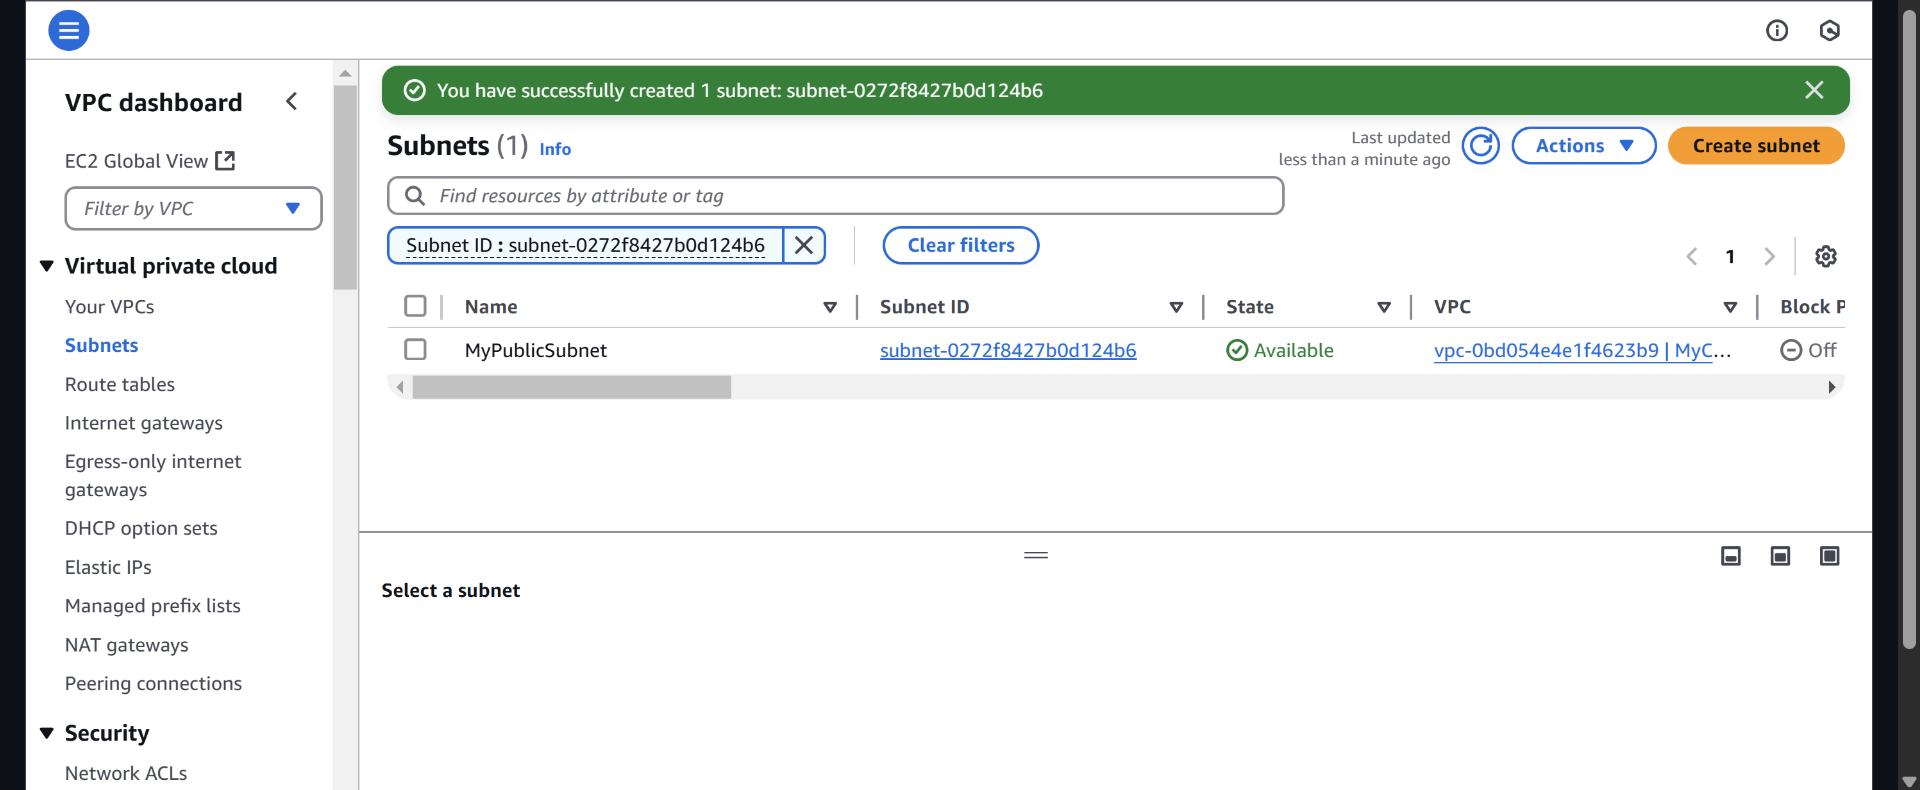 You have successfully created 1 subnet: subnet-0272f8427b0d124b6
VPC dashboard
EC2 Global View
Filter by VPC
Virtual private cloud
Your VPCs
Subnets
Route tables
Internet gateways
Egress-only internet
gateways
DHCP option sets
Elastic IPs
Managed prefix lists
NAT gateways
Peering connections
Security
Network ACLs
Subnets (1) Info
Last updated
less than a minute ago
Actions
Create subnet
Find resources by attribute or tag
Subnet ID : subnet-0272f8427b0d124b6
Clear filters
1
Name Subnet ID State VPC Block P
MyPublicSubnet subnet-0272f8427b0d124b6 Available vpc-0bd054e4e1f4623b9 | MyC... Off
Select a subnet